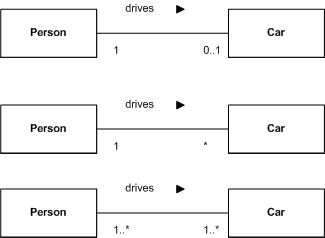 drives ►
Person Car
1 0..1
drives ►
Person Car
1 *
drives ►
Person Car
1..* 1..*